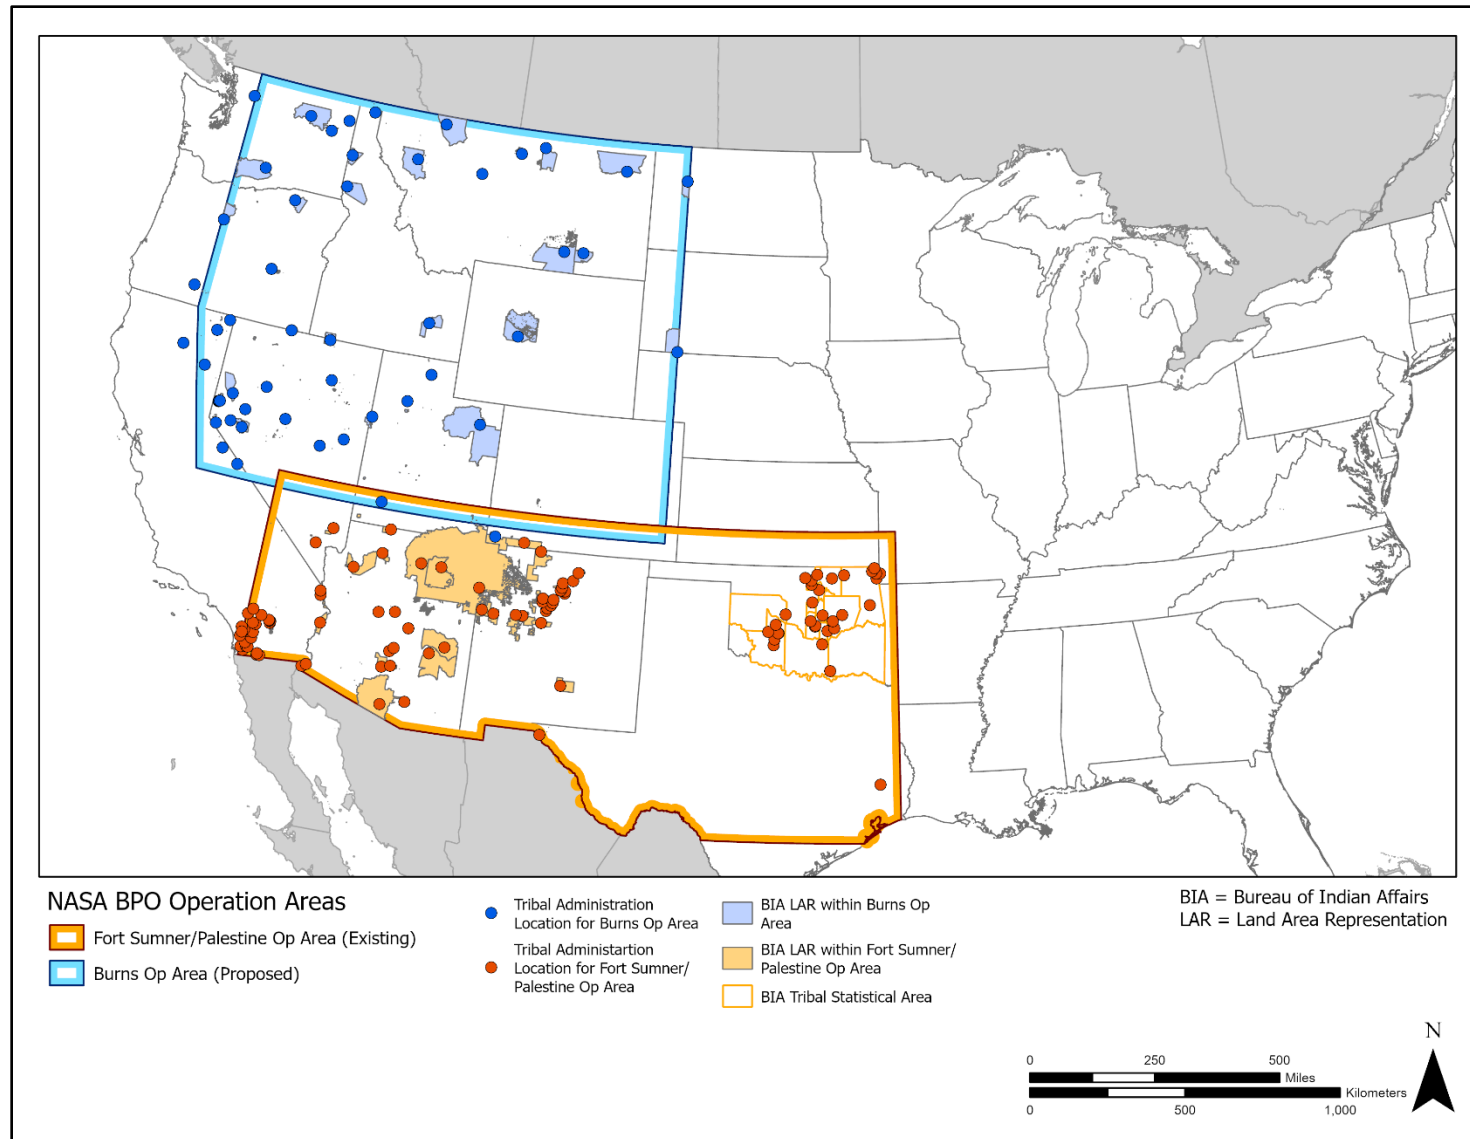 NASA BPO Operation Areas
Fort Sumner/Palestine Op Area (Existing)
Burns Op Area (Proposed)
Tribal Administration
Location for Burns Op Area
Tribal Administartion
Location for Fort Sumner/
Palestine Op Area
BIA LAR within Burns Op
Area
BIA LAR within Fort Sumner/
Palestine Op Area
BIA Tribal Statistical Area
BIA = Bureau of Indian Affairs
LAR = Land Area Representation
N
0 250 500
Miles
Kilometers
0 500 1,000